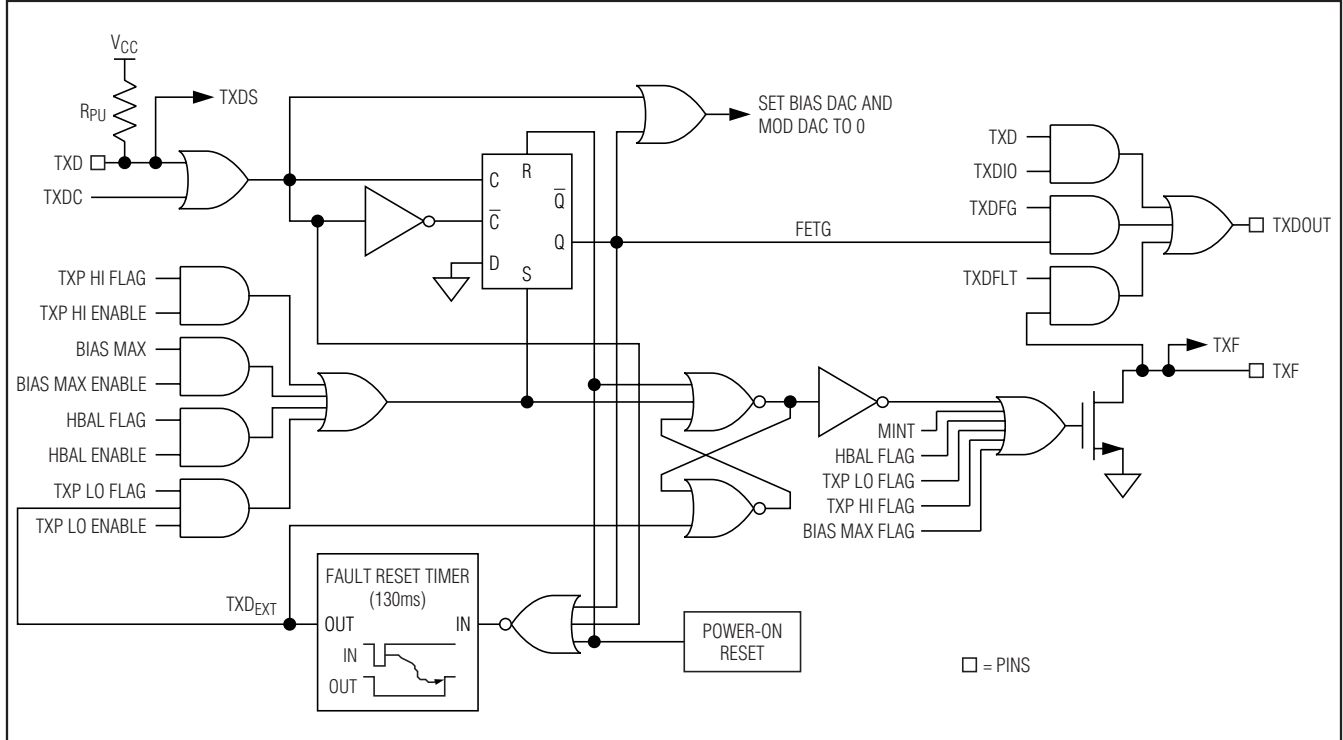 VCC
RPU
TXDS
TXD
TXDC
SET BIAS DAC AND
MOD DAC TO 0
R
C
Q
C
Q
D
S
FETG
TXD
TXDIO
TXDFG
TXDFLT
TXDOUT
TXF
TXF
TXP HI FLAG
TXP HI ENABLE
BIAS MAX
BIAS MAX ENABLE
HBAL FLAG
HBAL ENABLE
TXP LO FLAG
TXP LO ENABLE
MINT
HBAL FLAG
TXP LO FLAG
TXP HI FLAG
BIAS MAX FLAG
TXDEXT
FAULT RESET TIMER
(130ms)
OUT
IN
IN
OUT
POWER-ON
RESET
= PINS